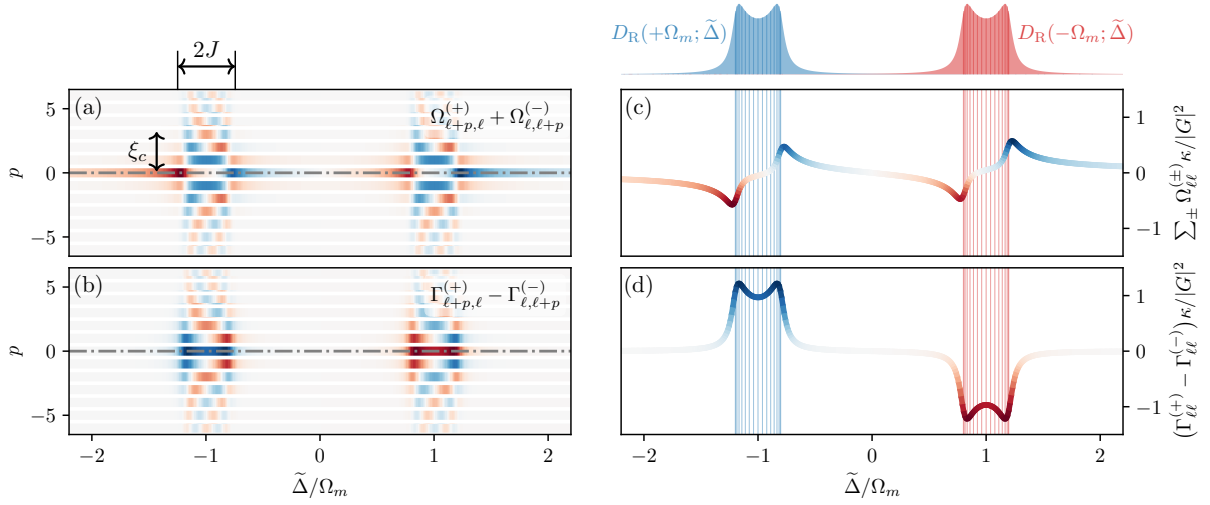 2J
D_R(+Ω_m; Δ̃)
D_R(−Ω_m; Δ̃)
(a)
Ω^{(+)}_{ℓ+p,ℓ} + Ω^{(−)}_{ℓ,ℓ+p}
ξ_c
5
0
−5
p
(b)
Γ^{(+)}_{ℓ+p,ℓ} − Γ^{(−)}_{ℓ,ℓ+p}
5
0
−5
p
−2
−1
0
1
2
Δ̃/Ω_m
(c)
1
0
−1
∑_± Ω^{(±)}_{ℓℓ} κ/|G|²
(d)
1
0
−1
(Γ^{(+)}_{ℓℓ} − Γ^{(−)}_{ℓℓ})κ/|G|²
−2
−1
0
1
2
Δ̃/Ω_m